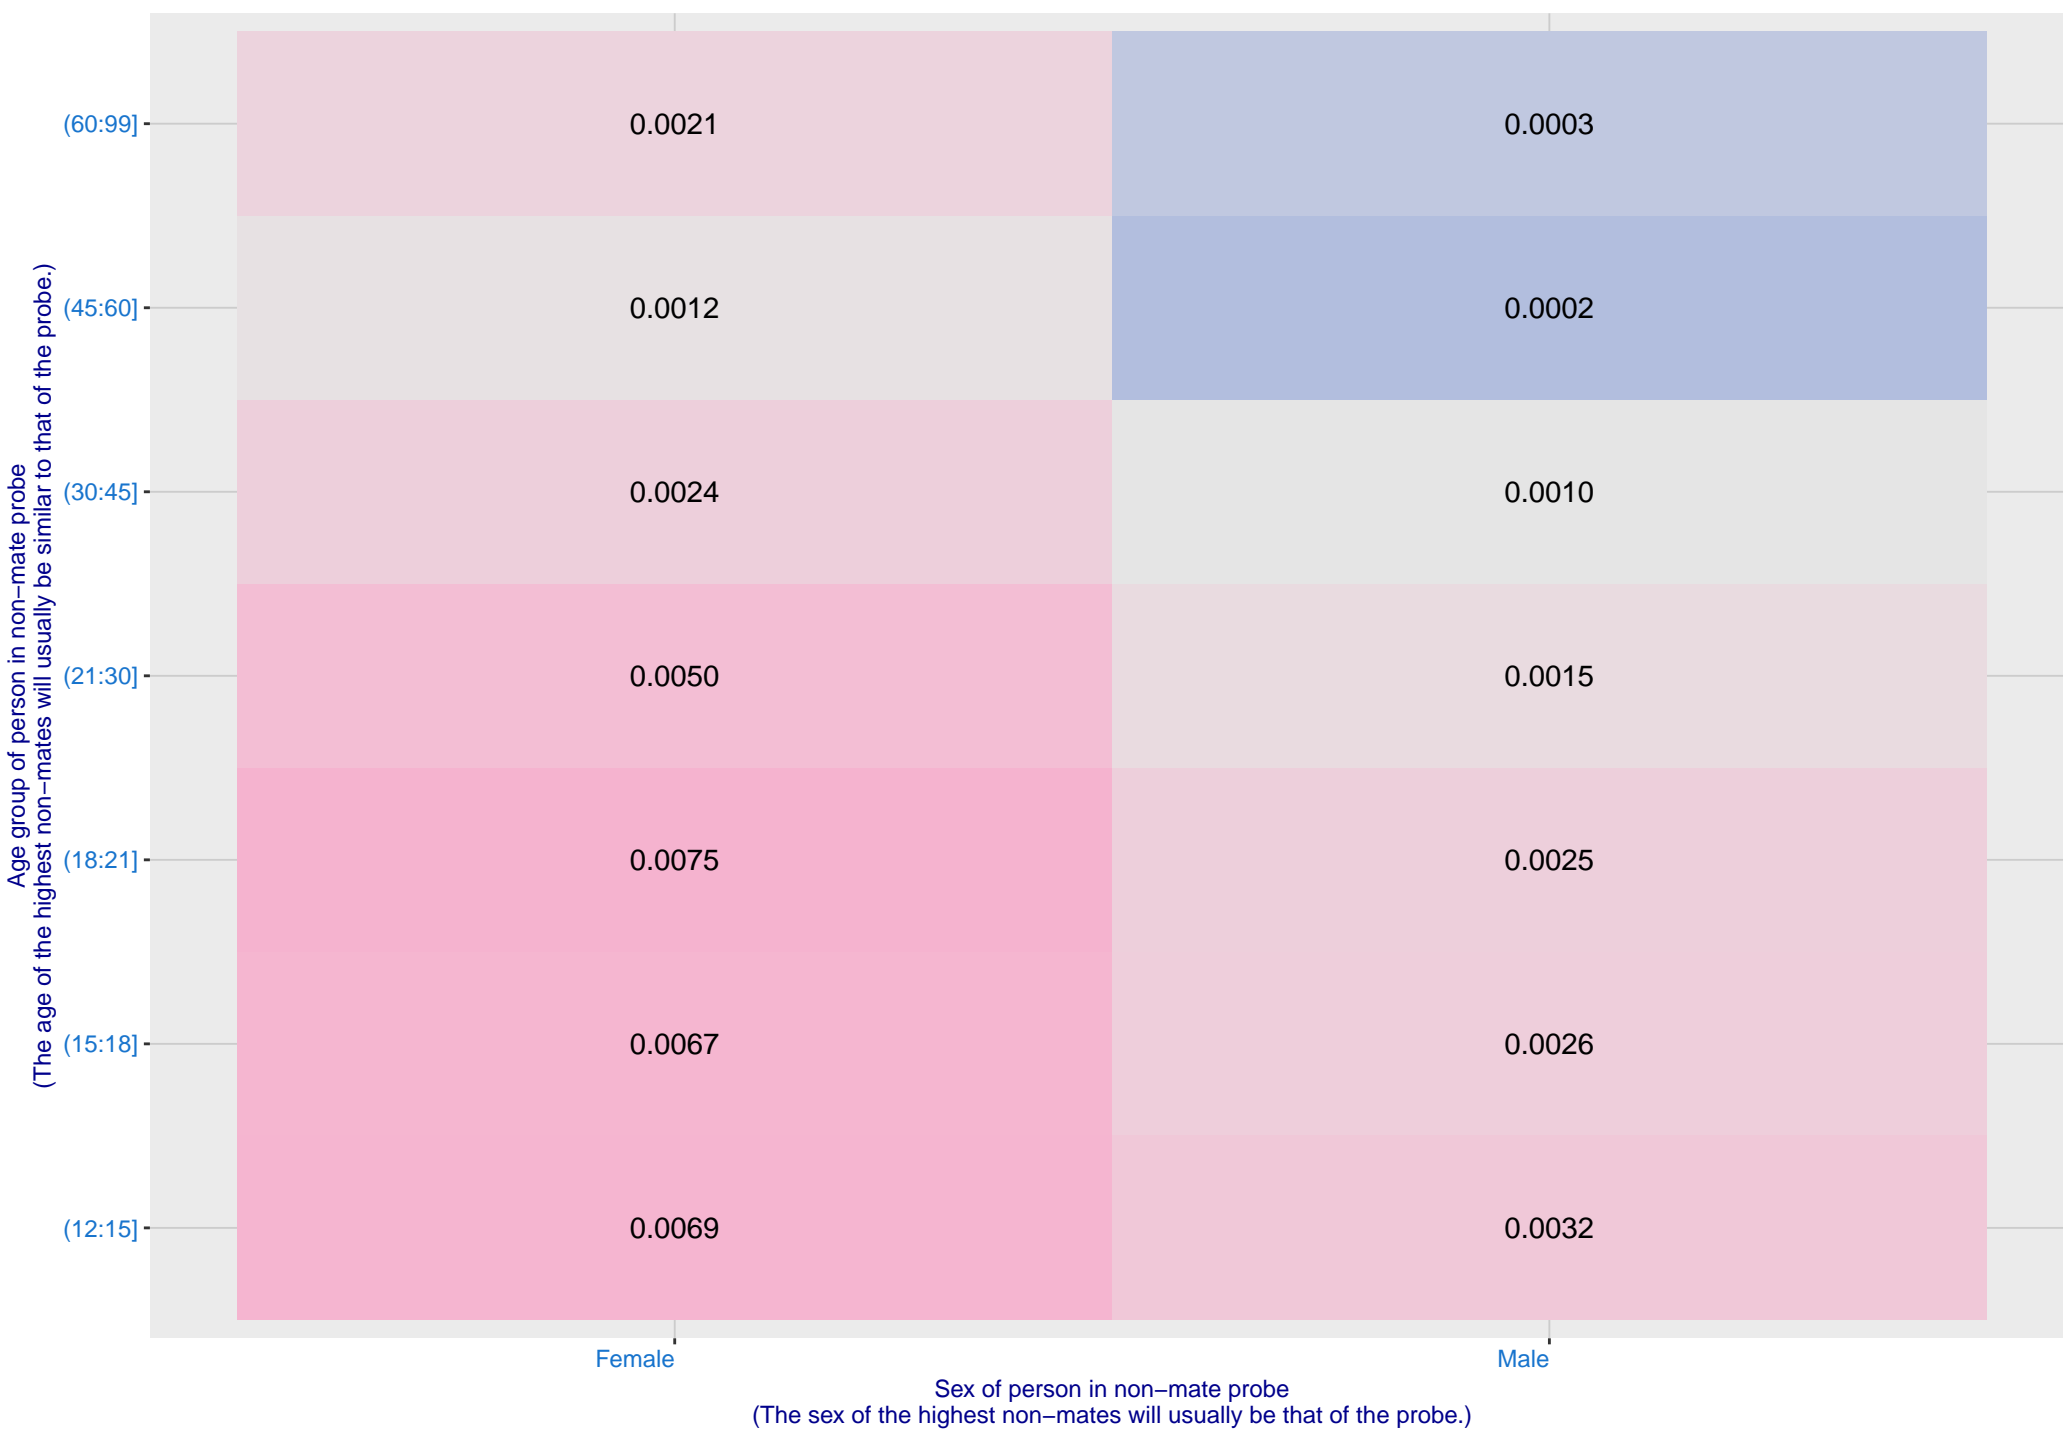 Age group of person in non−mate probe
(The age of the highest non−mates will usually be similar to that of the probe.)
(60:99] 0.0021 0.0003
(45:60] 0.0012 0.0002
(30:45] 0.0024 0.0010
(21:30] 0.0050 0.0015
(18:21] 0.0075 0.0025
(15:18] 0.0067 0.0026
(12:15] 0.0069 0.0032
Female Male
Sex of person in non−mate probe
(The sex of the highest non−mates will usually be that of the probe.)